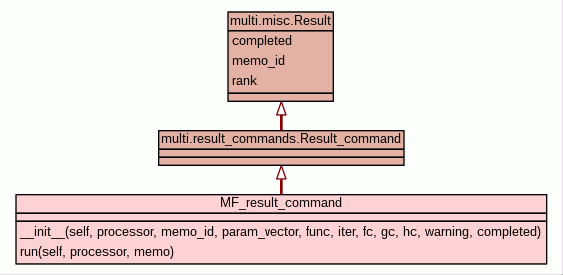 multi.misc.Result
completed
memo_id
rank
multi.result_commands.Result_command
MF_result_command
__init__(self, processor, memo_id, param_vector, func, iter, fc, gc, hc, warning, completed)
run(self, processor, memo)